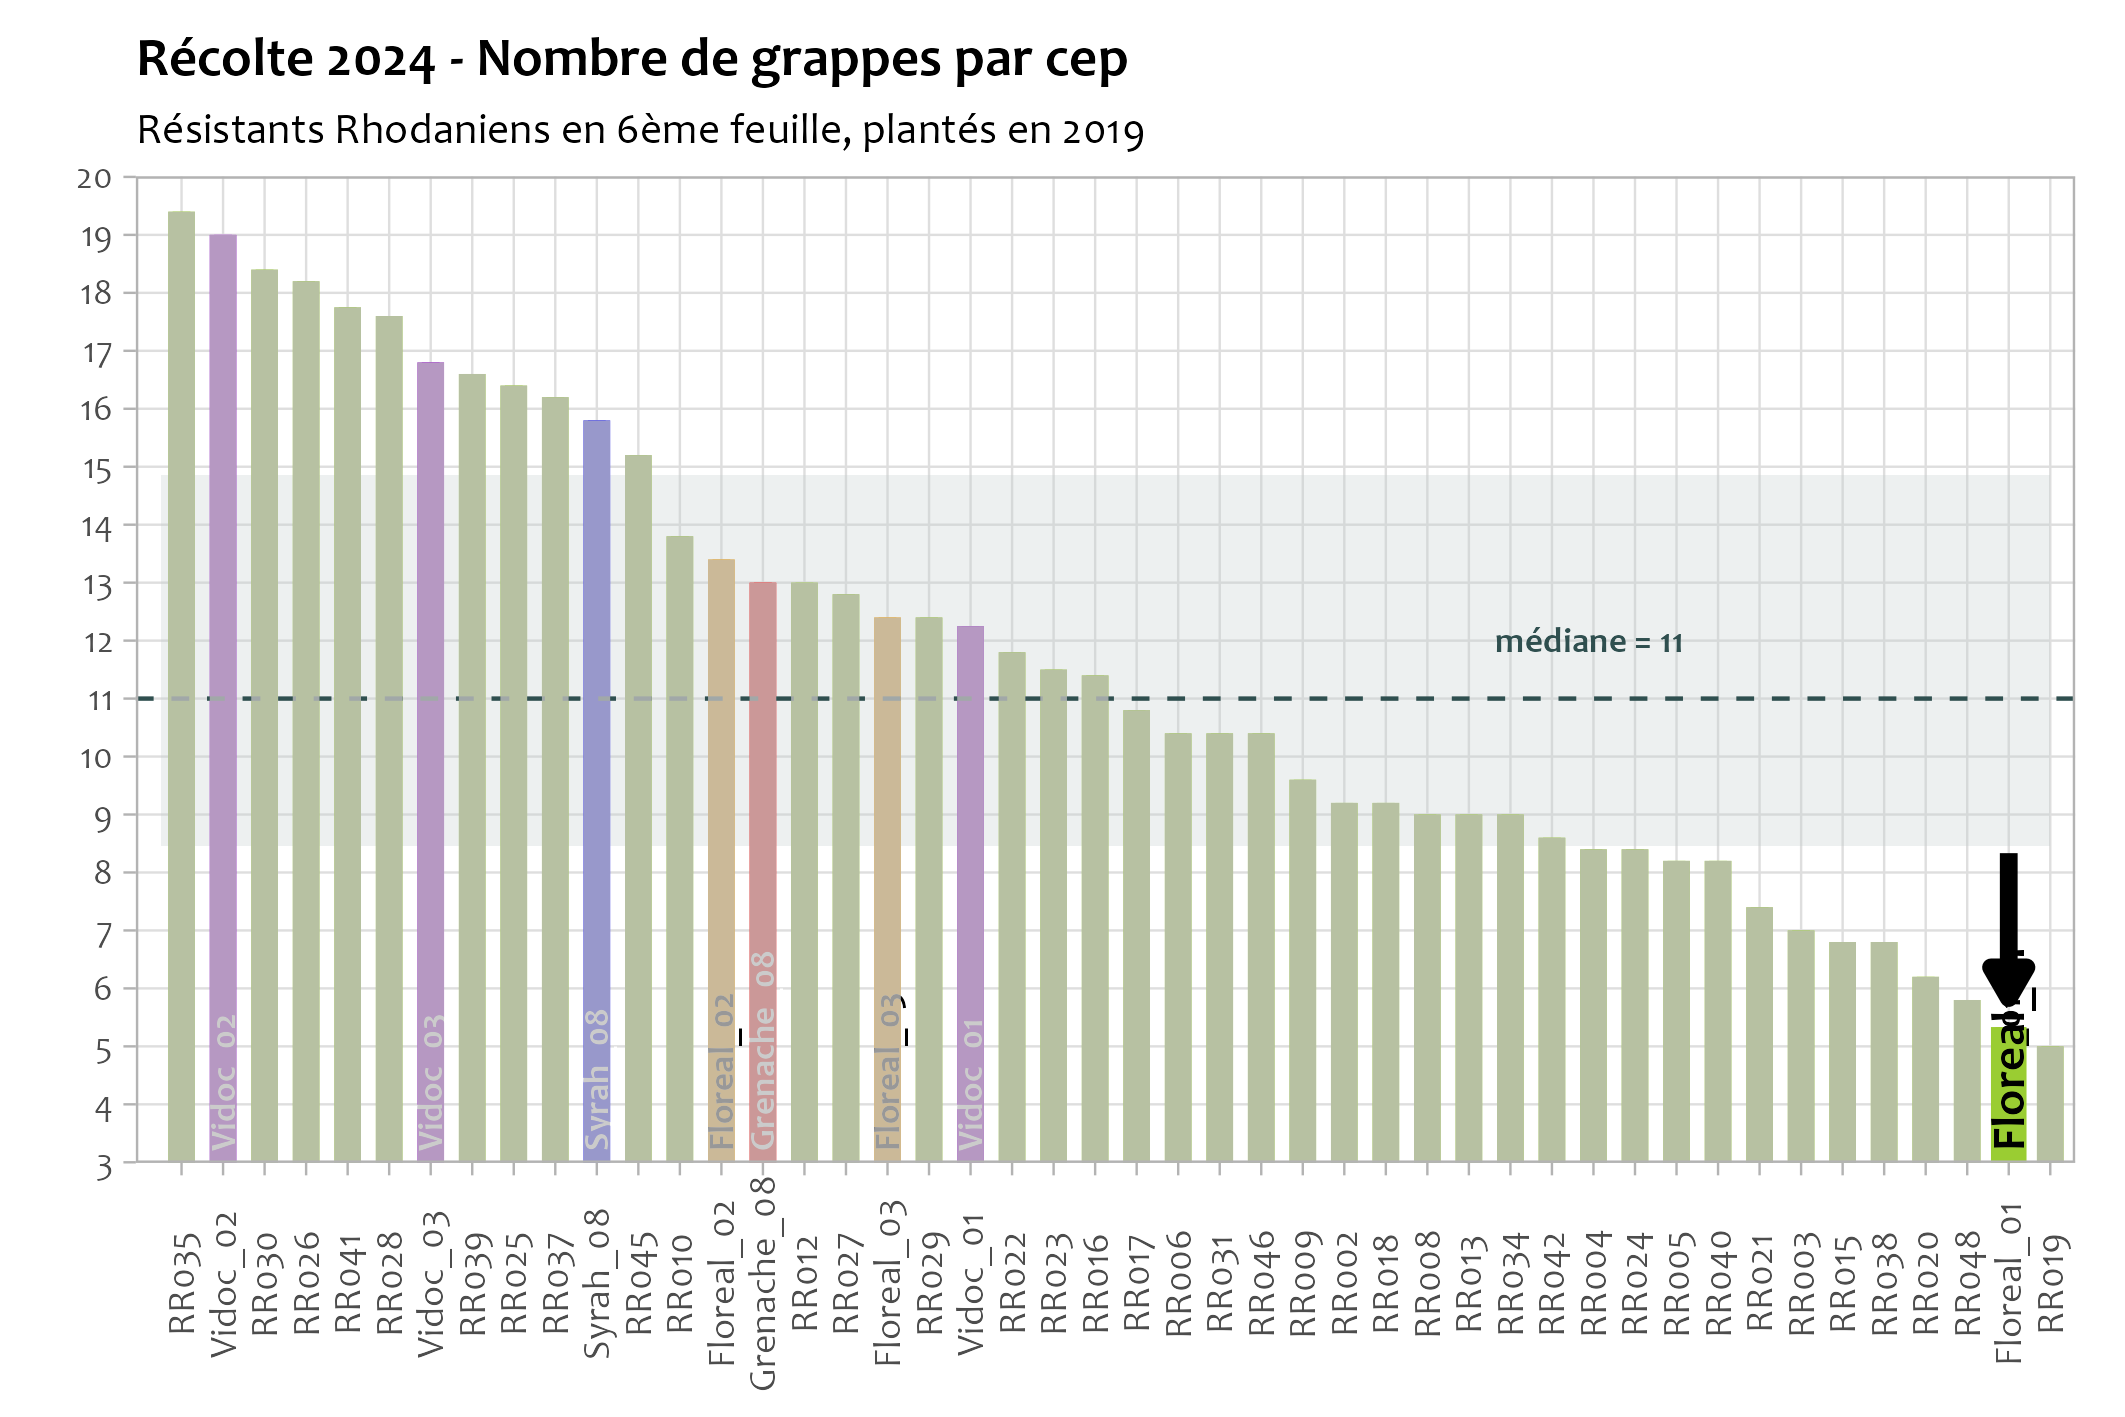 Récolte 2024 - Nombre de grappes par cep
Résistants Rhodaniens en 6ème feuille, plantés en 2019
20
19
18
17
16
15
14
13
12
11
10
9
8
7
6
5
4
3
médiane = 11
Vidoc_02
Vidoc_03
Syrah_08
Floreal_02
Grenache_08
Floreal_03
Vidoc_01
Floreal
RR035
Vidoc_02
RR030
RR026
RR041
RR028
Vidoc_03
RR039
RR025
RR037
Syrah_08
RR045
RR010
Floreal_02
Grenache_08
RR012
RR027
Floreal_03
RR029
Vidoc_01
RR022
RR023
RR016
RR017
RR006
RR031
RR046
RR009
RR002
RR018
RR008
RR013
RR034
RR042
RR004
RR024
RR005
RR040
RR021
RR003
RR015
RR038
RR020
RR048
Floreal_01
RR019